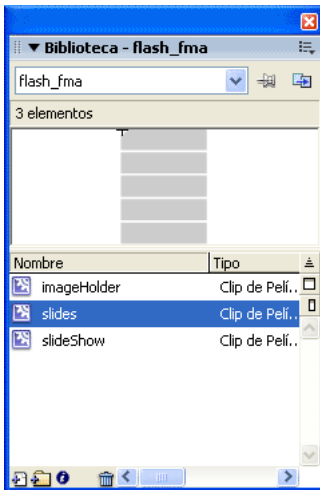 Biblioteca - flash_fma
flash_fma
3 elementos
Nombre Tipo
imageHolder Clip de Pelí..
slides Clip de Pelí..
slideShow Clip de Pelí..